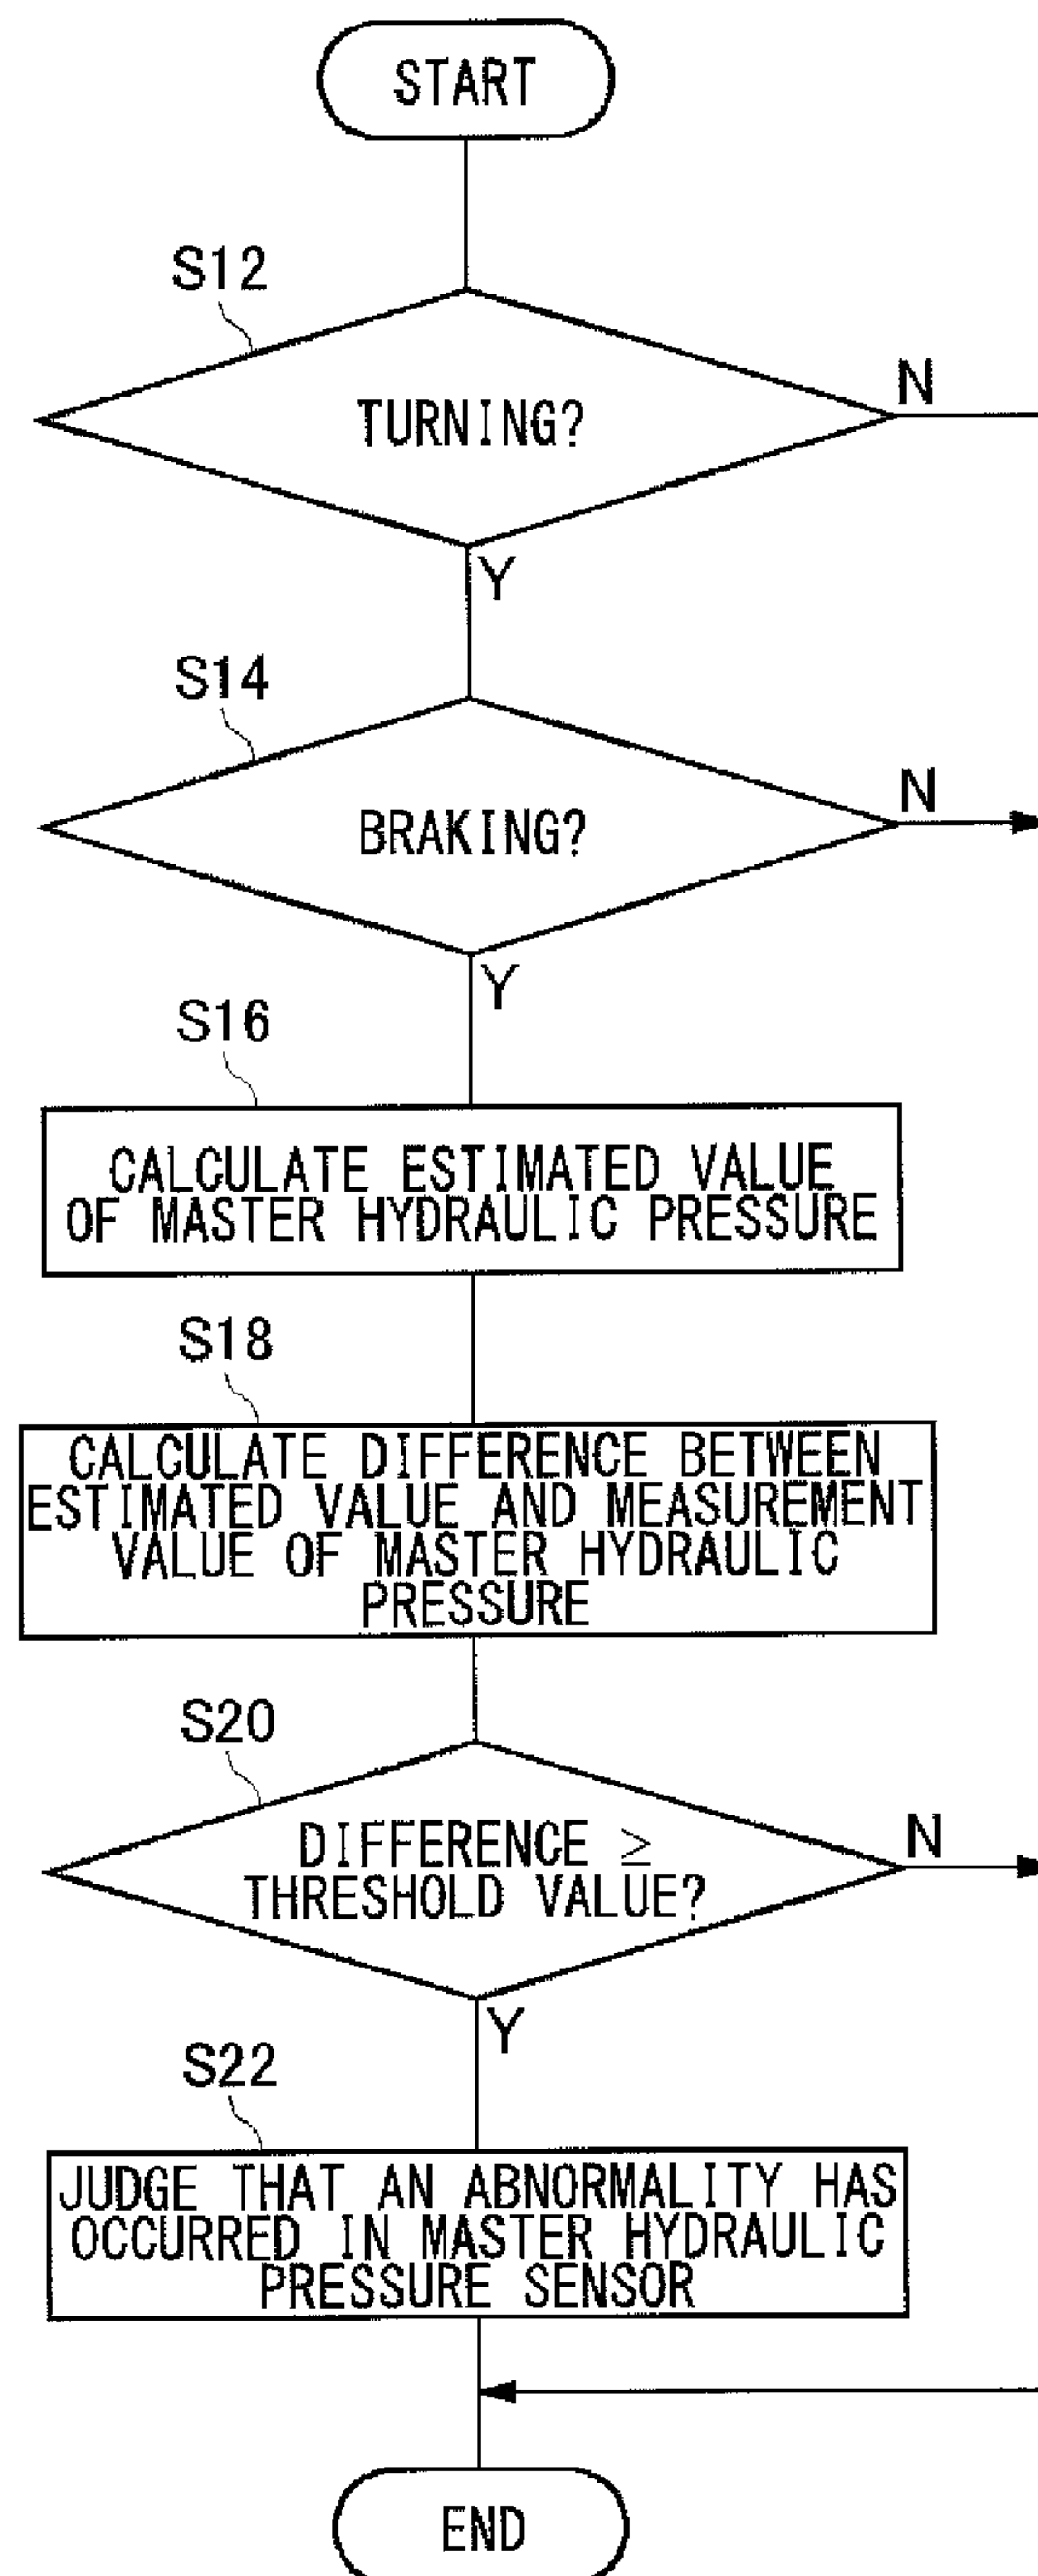 START
S12
TURNING?
N
Y
S14
BRAKING?
N
Y
S16
CALCULATE ESTIMATED VALUE
OF MASTER HYDRAULIC PRESSURE
S18
CALCULATE DIFFERENCE BETWEEN
ESTIMATED VALUE AND MEASUREMENT
VALUE OF MASTER HYDRAULIC
PRESSURE
S20
DIFFERENCE ≥
THRESHOLD VALUE?
N
Y
S22
JUDGE THAT AN ABNORMALITY HAS
OCCURRED IN MASTER HYDRAULIC
PRESSURE SENSOR
END